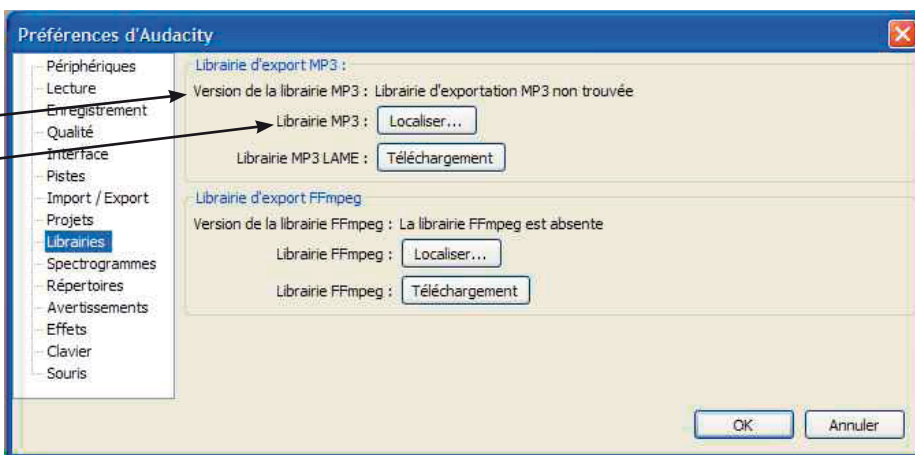 Préférences d'Audacity
Périphériques
Lecture
Enregistrement
Qualité
Interface
Pistes
Import / Export
Projets
Librairies
Spectrogrammes
Répertoires
Avertissements
Effets
Clavier
Souris
Librairie d'export MP3 :
Version de la librairie MP3 : Librairie d'exportation MP3 non trouvée
Librairie MP3 : Localiser...
Librairie MP3 LAME : Téléchargement
Librairie d'export FFmpeg
Version de la librairie FFmpeg : La librairie FFmpeg est absente
Librairie FFmpeg : Localiser...
Librairie FFmpeg : Téléchargement
OK Annuler